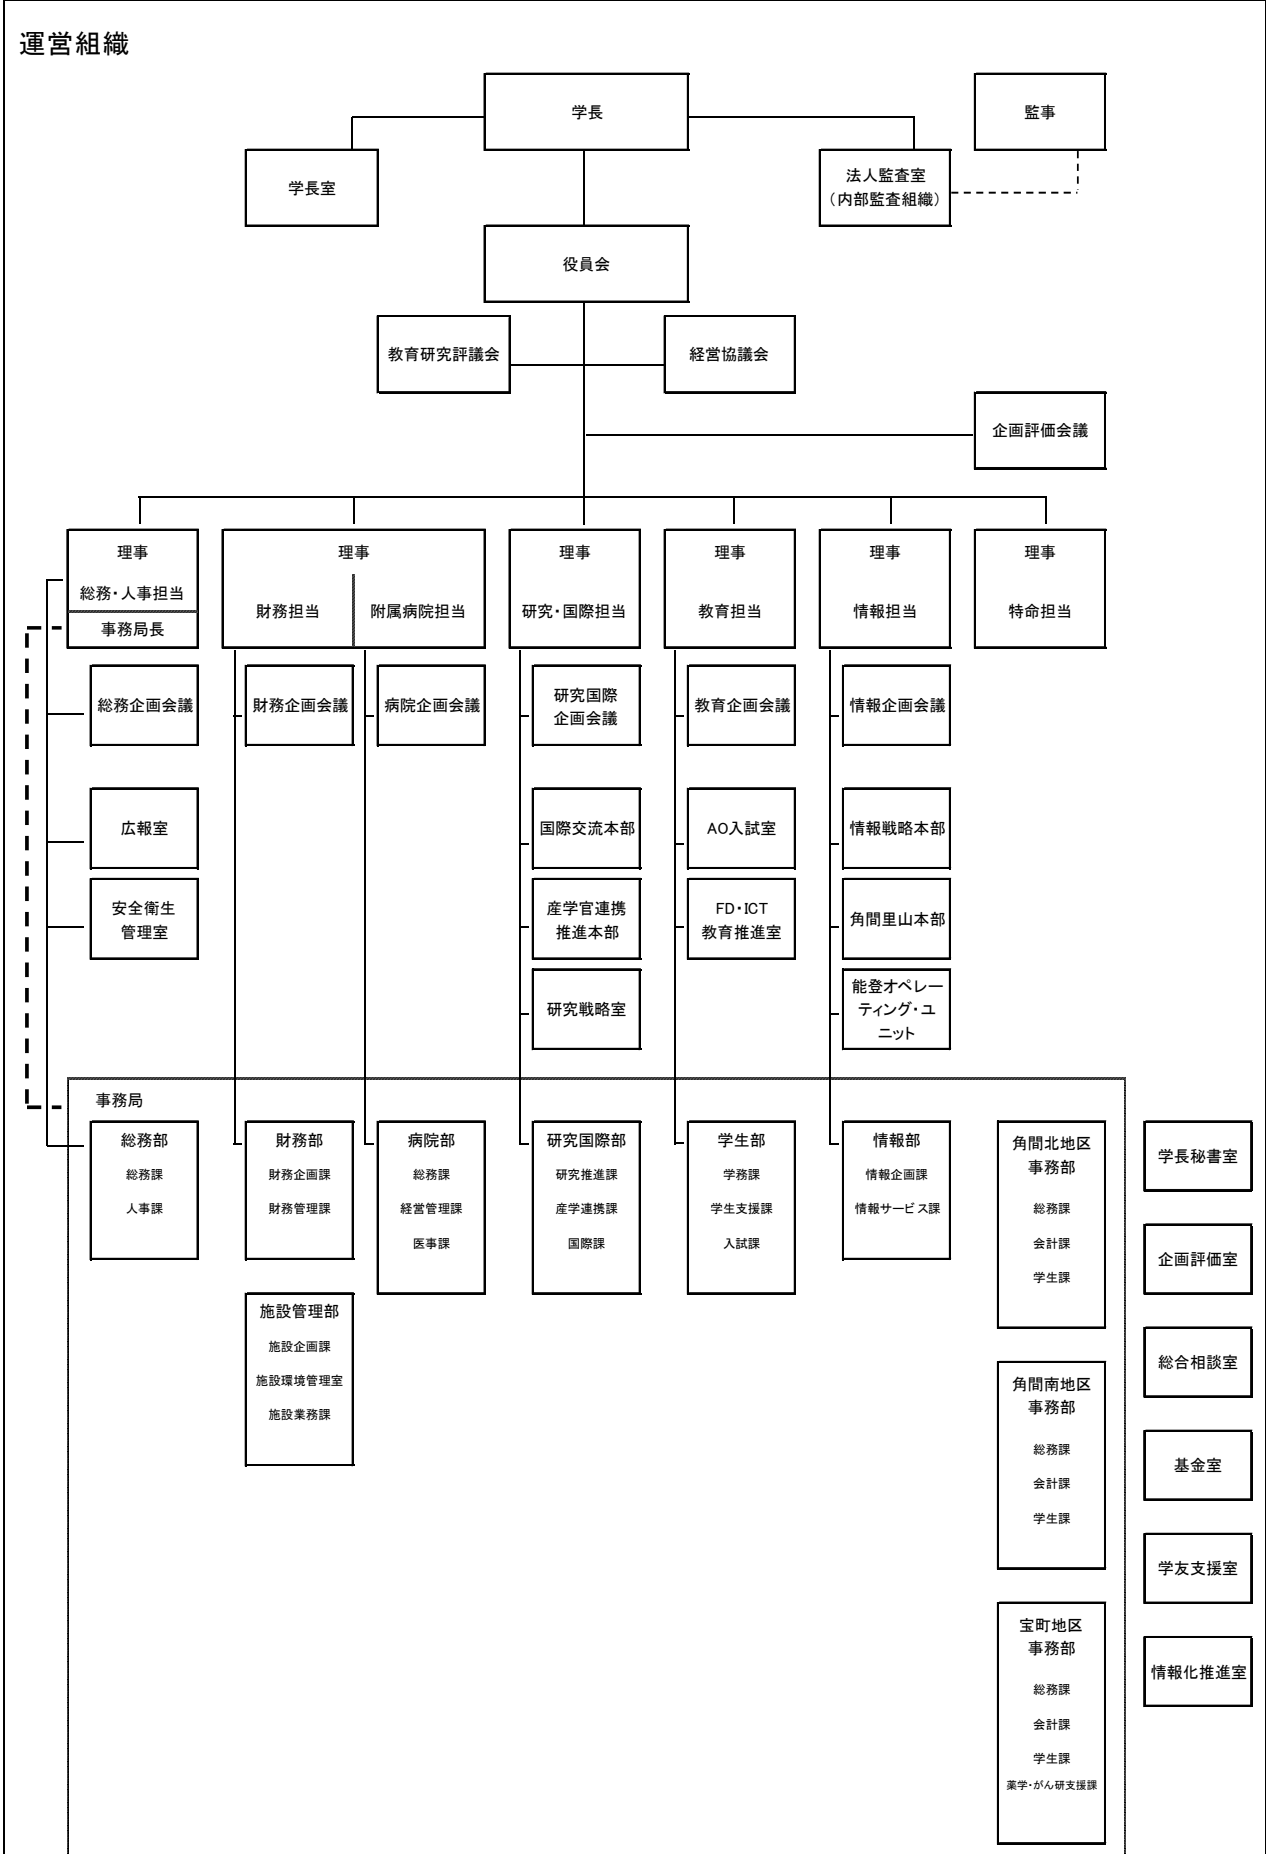 運営組織
学長
監事
学長室
法人監査室
（内部監査組織）
役員会
教育研究評議会
経営協議会
企画評価会議
理事
総務・人事担当
事務局長
理事
財務担当
附属病院担当
理事
研究・国際担当
理事
教育担当
理事
情報担当
理事
特命担当
総務企画会議
財務企画会議
病院企画会議
研究国際
企画会議
教育企画会議
情報企画会議
広報室
国際交流本部
AO入試室
情報戦略本部
安全衛生
管理室
産学官連携
推進本部
FD・ICT
教育推進室
角間里山本部
研究戦略室
能登オペレー
ティング・ユ
ニット
事務局
総務部
総務課
人事課
財務部
財務企画課
財務管理課
病院部
総務課
経営管理課
医事課
研究国際部
研究推進課
産学連携課
国際課
学生部
学務課
学生支援課
入試課
情報部
情報企画課
情報サービス課
角間北地区
事務部
総務課
会計課
学生課
学長秘書室
企画評価室
施設管理部
施設企画課
施設環境管理室
施設業務課
角間南地区
事務部
総務課
会計課
学生課
総合相談室
基金室
学友支援室
宝町地区
事務部
総務課
会計課
学生課
薬学・がん研支援課
情報化推進室